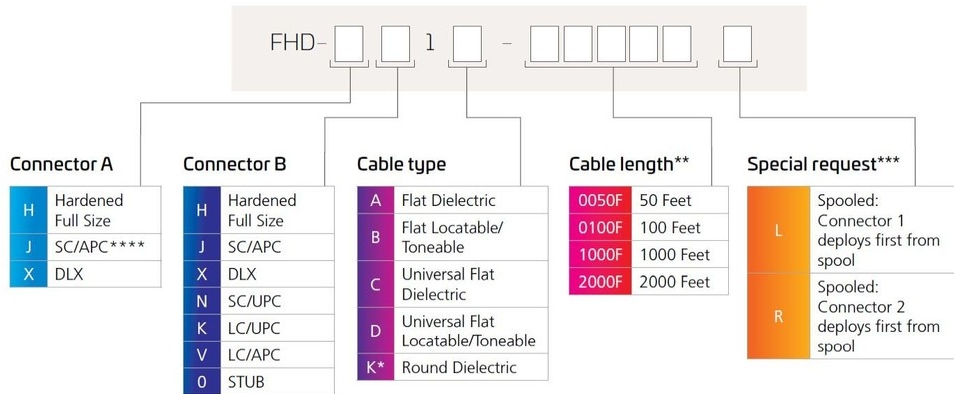 FHD- 1 -
Connector A
H Hardened
Full Size
J SC/APC****
X DLX
Connector B
H Hardened
Full Size
J SC/APC
X DLX
N SC/UPC
K LC/UPC
V LC/APC
0 STUB
Cable type
A Flat Dielectric
B Flat Locatable/
Toneable
C Universal Flat
Dielectric
D Universal Flat
Locatable/Toneable
K* Round Dielectric
Cable length**
0050F 50 Feet
0100F 100 Feet
1000F 1000 Feet
2000F 2000 Feet
Special request***
L Spooled:
Connector 1
deploys first from
spool
R Spooled:
Connector 2
deploys first from
spool